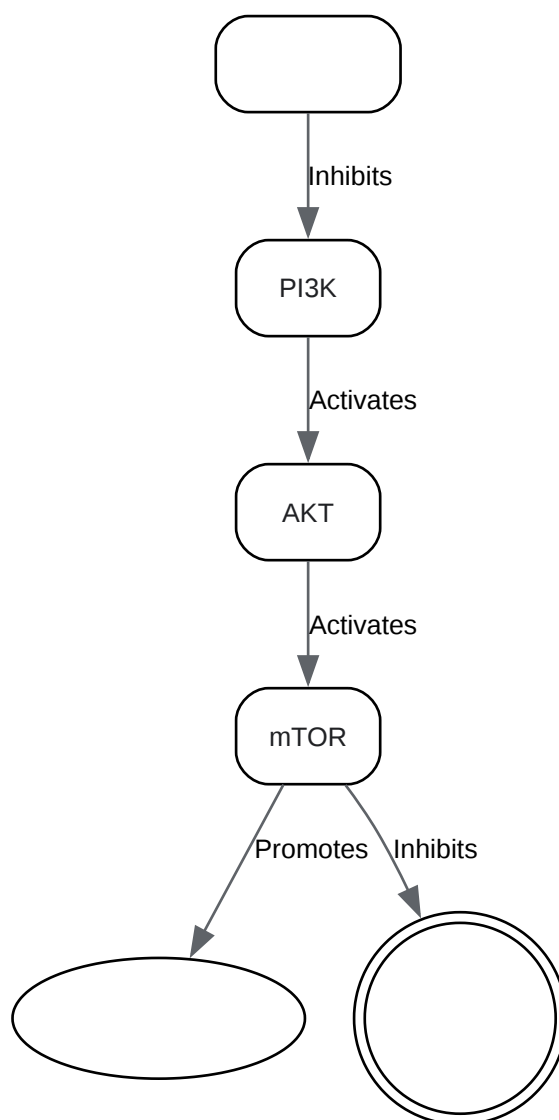 Inhibits
PI3K
Activates
AKT
Activates
mTOR
Promotes
Inhibits